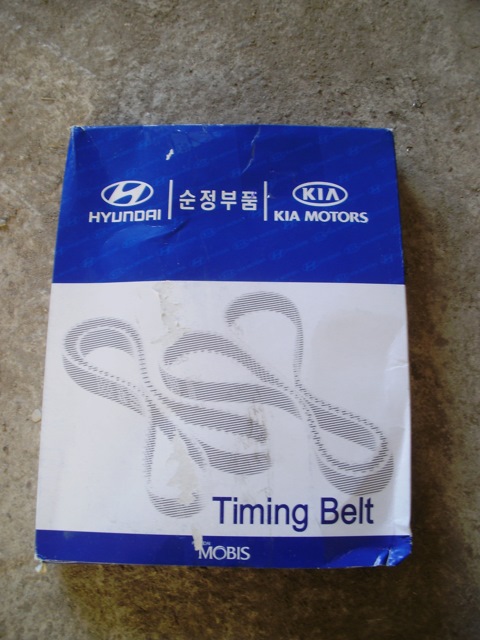 HYUNDAI
순정부품
KIA
KIA MOTORS
Timing Belt
MOBIS